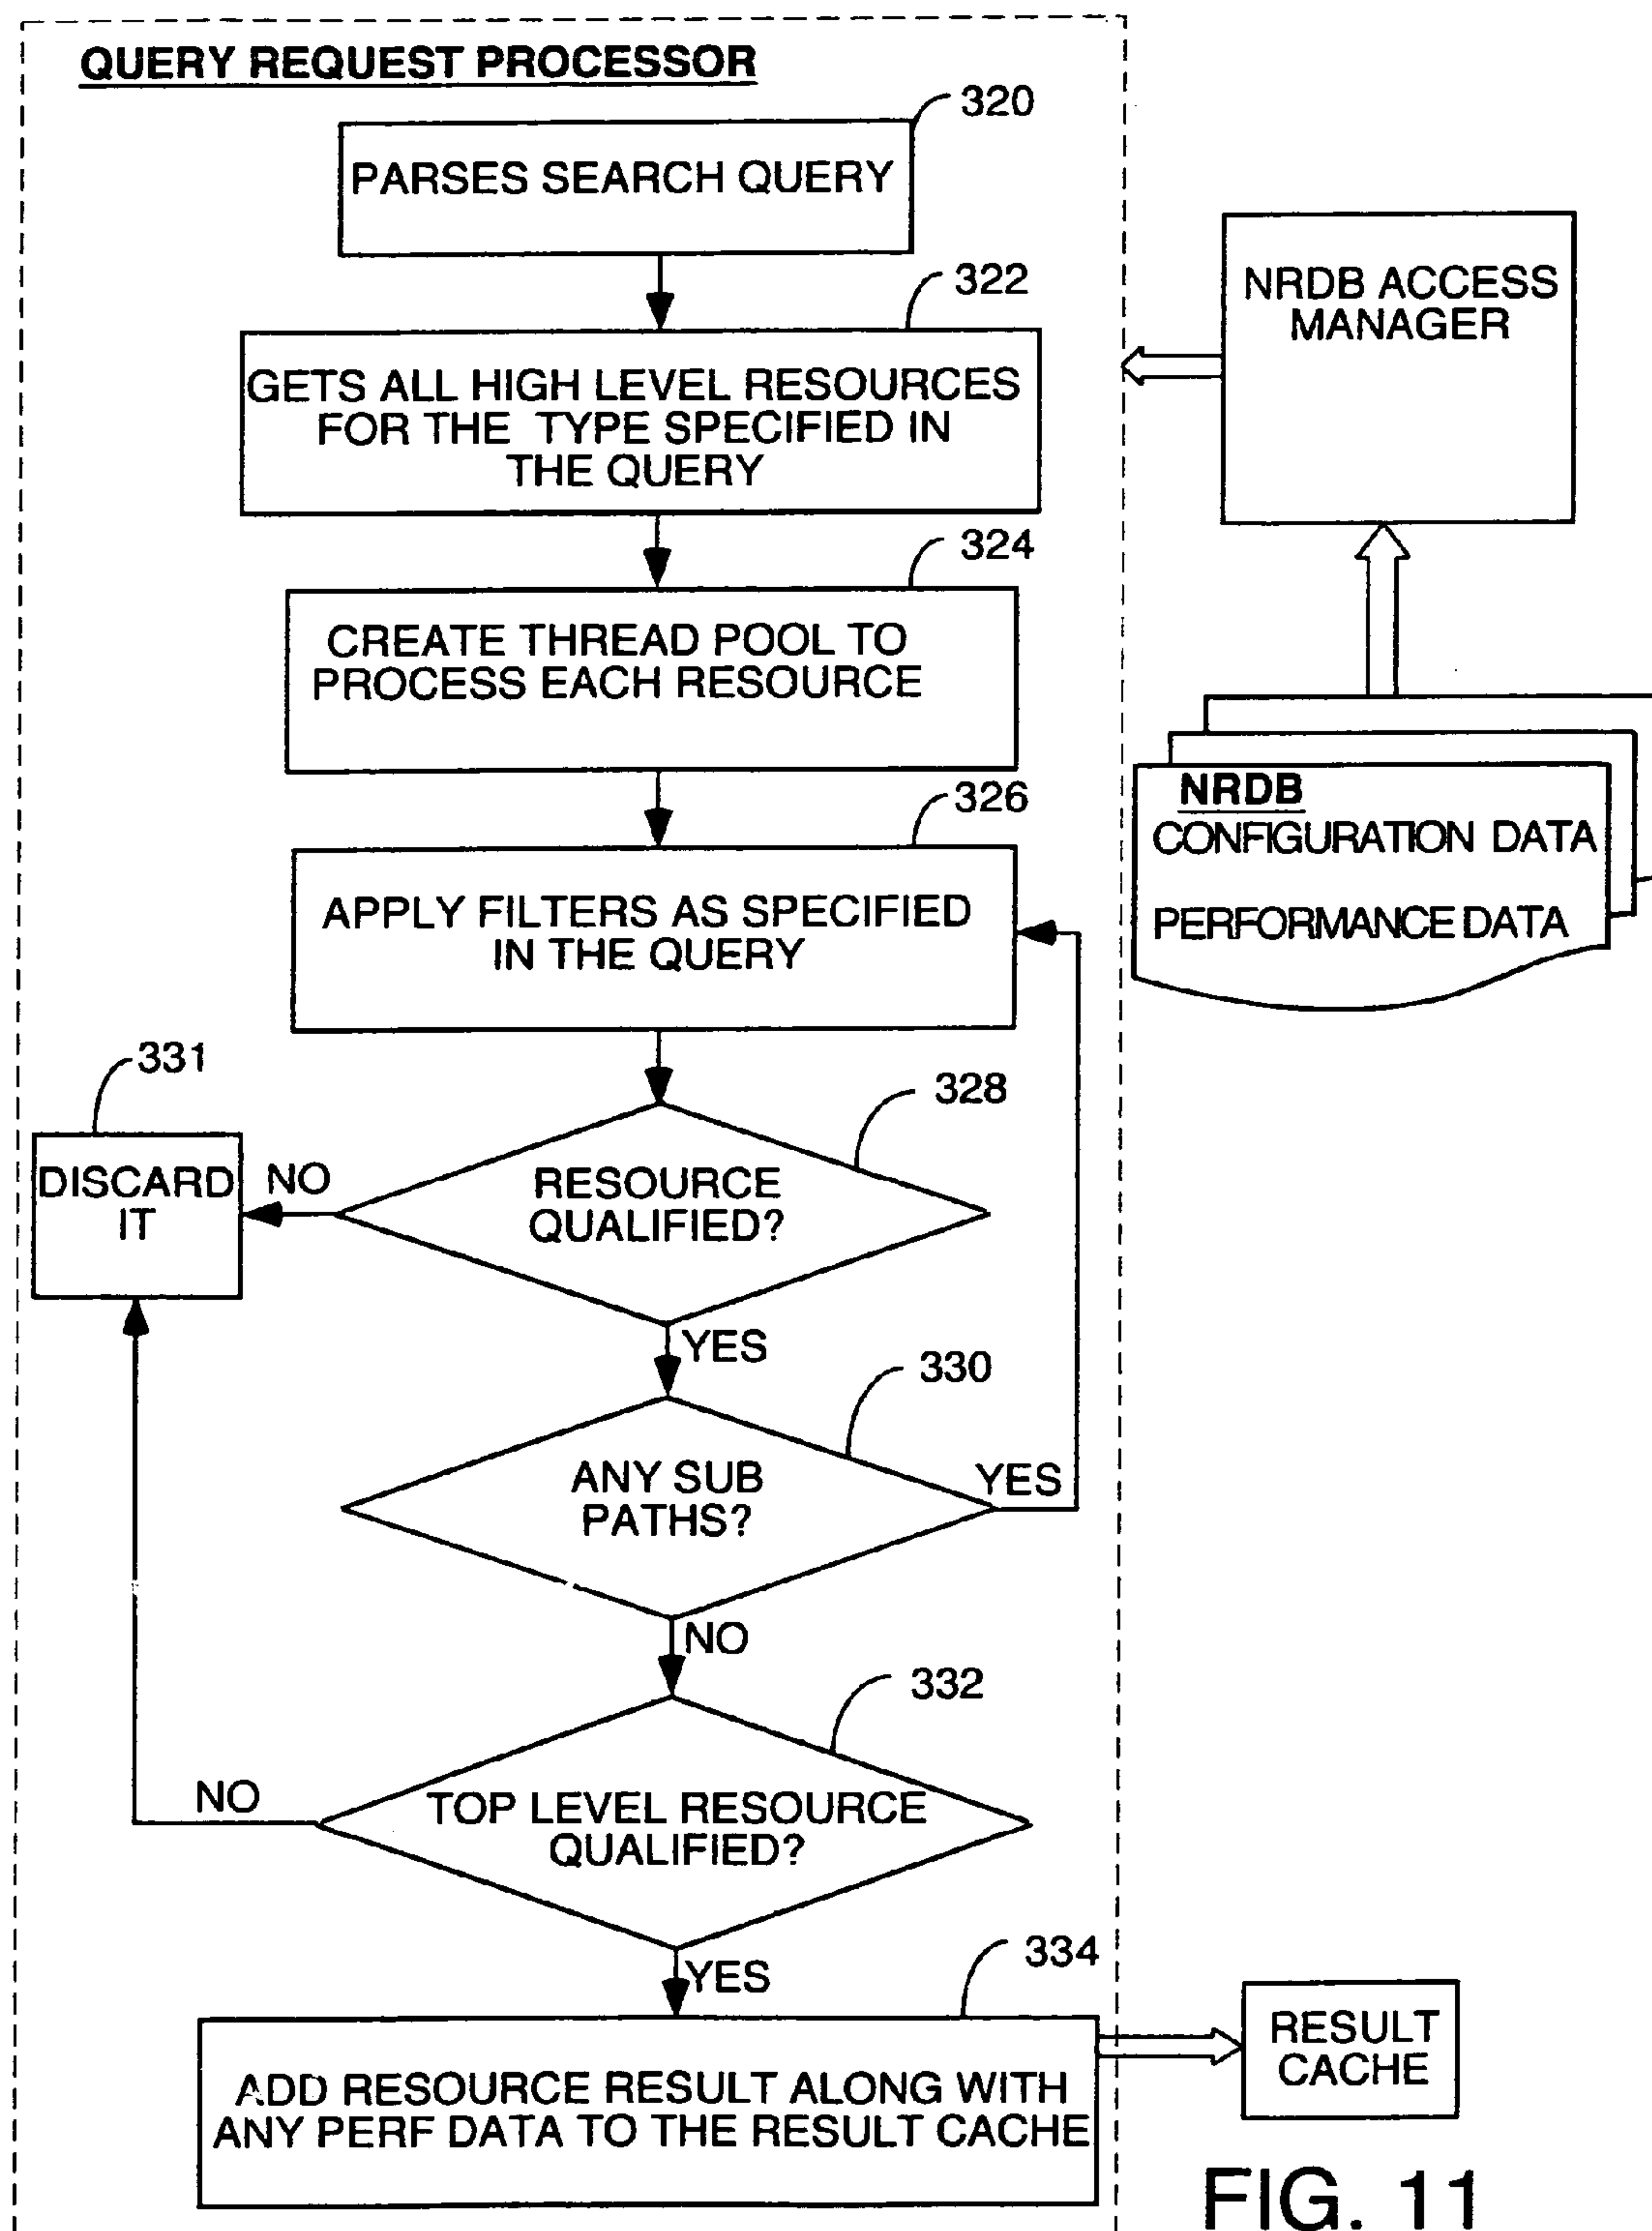 QUERY REQUEST PROCESSOR
320
PARSES SEARCH QUERY
322
GETS ALL HIGH LEVEL RESOURCES
FOR THE TYPE SPECIFIED IN
THE QUERY
NRDB ACCESS
MANAGER
324
CREATE THREAD POOL TO
PROCESS EACH RESOURCE
326
NRDB
CONFIGURATION DATA
PERFORMANCE DATA
APPLY FILTERS AS SPECIFIED
IN THE QUERY
331
328
DISCARD
IT
NO
RESOURCE
QUALIFIED?
YES
330
ANY SUB
PATHS?
YES
NO
332
NO
TOP LEVEL RESOURCE
QUALIFIED?
YES
334
ADD RESOURCE RESULT ALONG WITH
ANY PERF DATA TO THE RESULT CACHE
RESULT
CACHE
FIG. 11